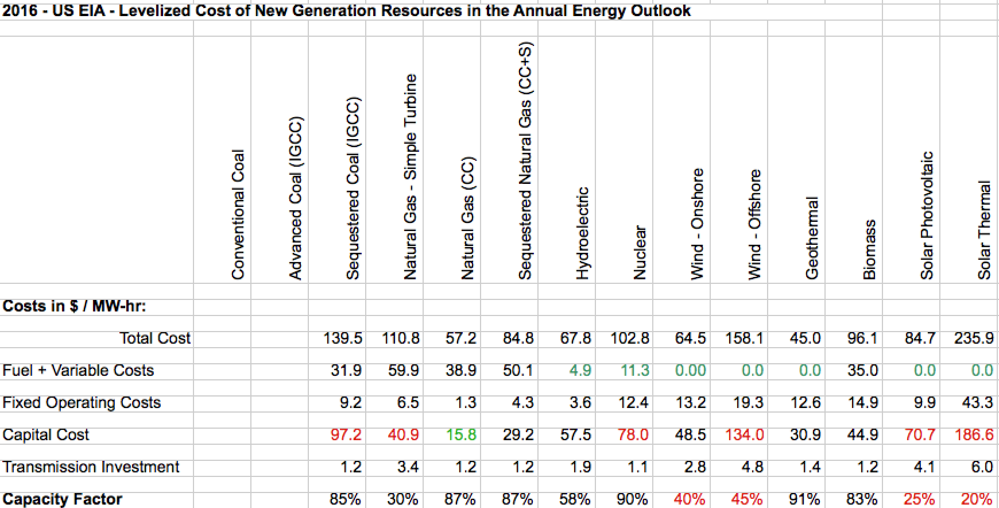 2016 - US EIA - Levelized Cost of New Generation Resources in the Annual Energy Outlook
Conventional Coal
Advanced Coal (IGCC)
Sequestered Coal (IGCC)
Natural Gas - Simple Turbine
Natural Gas (CC)
Sequestered Natural Gas (CC+S)
Hydroelectric
Nuclear
Wind - Onshore
Wind - Offshore
Geothermal
Biomass
Solar Photovoltaic
Solar Thermal
Costs in $ / MW-hr:
Total Cost 139.5 110.8 57.2 84.8 67.8 102.8 64.5 158.1 45.0 96.1 84.7 235.9
Fuel + Variable Costs 31.9 59.9 38.9 50.1 4.9 11.3 0.00 0.0 0.0 35.0 0.0 0.0
Fixed Operating Costs 9.2 6.5 1.3 4.3 3.6 12.4 13.2 19.3 12.6 14.9 9.9 43.3
Capital Cost 97.2 40.9 15.8 29.2 57.5 78.0 48.5 134.0 30.9 44.9 70.7 186.6
Transmission Investment 1.2 3.4 1.2 1.2 1.9 1.1 2.8 4.8 1.4 1.2 4.1 6.0
Capacity Factor 85% 30% 87% 87% 58% 90% 40% 45% 91% 83% 25% 20%